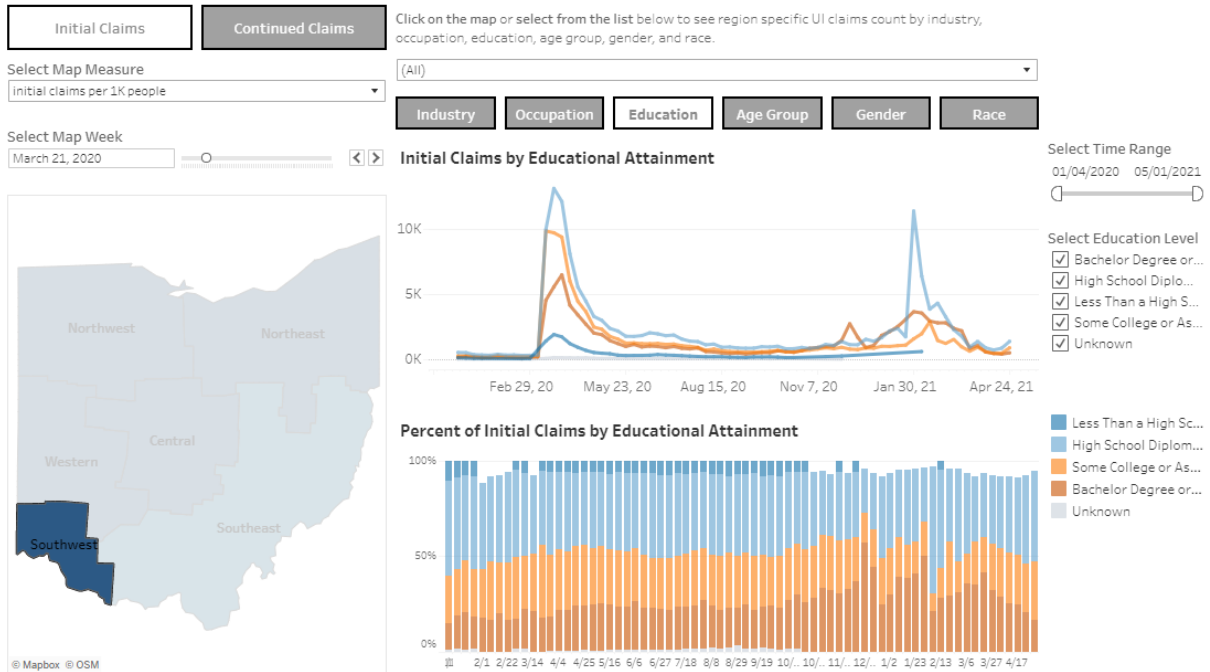 Initial Claims
Continued Claims
Click on the map or select from the list below to see region specific UI claims count by industry,
occupation, education, age group, gender, and race.
Select Map Measure
initial claims per 1K people
(All)
Industry
Occupation
Education
Age Group
Gender
Race
Select Map Week
March 21, 2020
Initial Claims by Educational Attainment
Select Time Range
01/04/2020 05/01/2021
Select Education Level
Bachelor Degree or...
High School Diplo...
Less Than a High S...
Some College or As...
Unknown
10K
5K
0K
Feb 29, 20 May 23, 20 Aug 15, 20 Nov 7, 20 Jan 30, 21 Apr 24, 21
Northwest
Northeast
Central
Western
Southeast
Southwest
© Mapbox © OSM
Percent of Initial Claims by Educational Attainment
100%
50%
0%
2/1 2/22 3/14 4/4 4/25 5/16 6/6 6/27 7/18 8/8 8/29 9/19 10/.. 10/.. 11/.. 12/.. 1/2 1/23 2/13 3/6 3/27 4/17
Less Than a High Sc...
High School Diplom...
Some College or As...
Bachelor Degree or...
Unknown